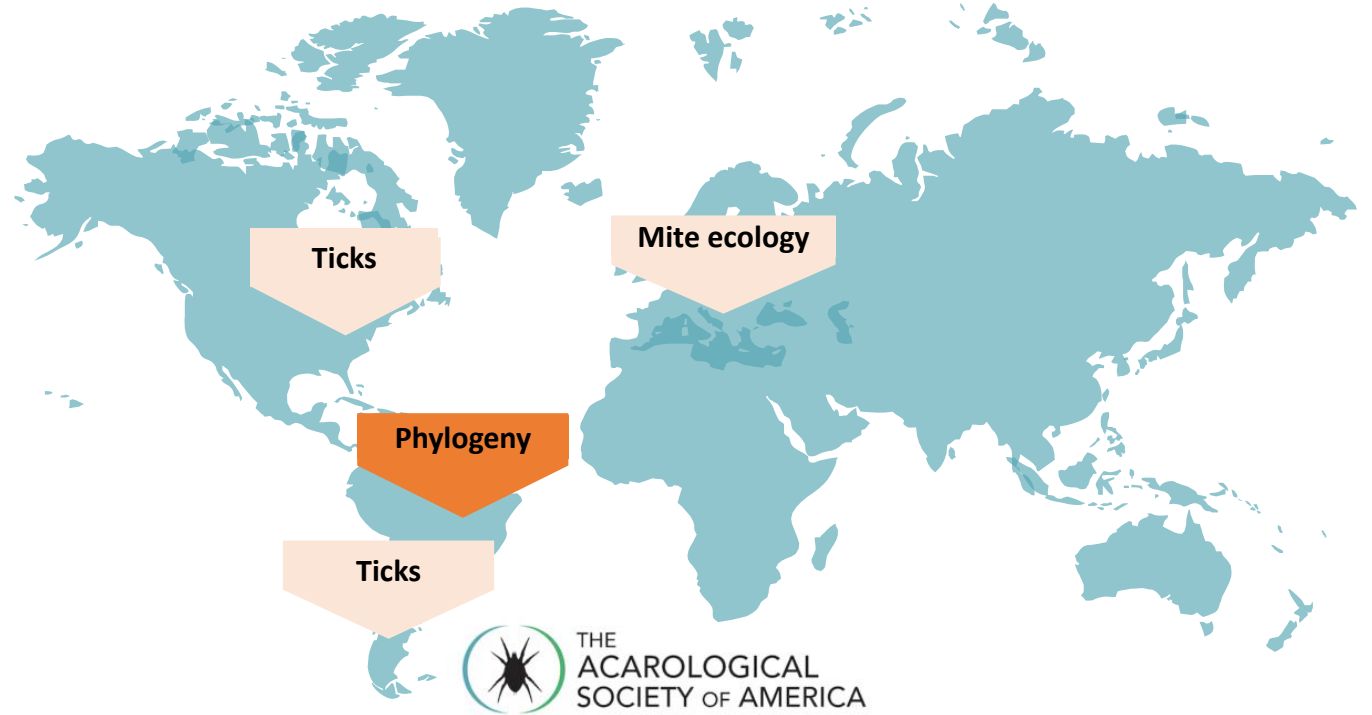 Ticks
Mite ecology
Phylogeny
Ticks
THE
ACAROLOGICAL
SOCIETY OF AMERICA